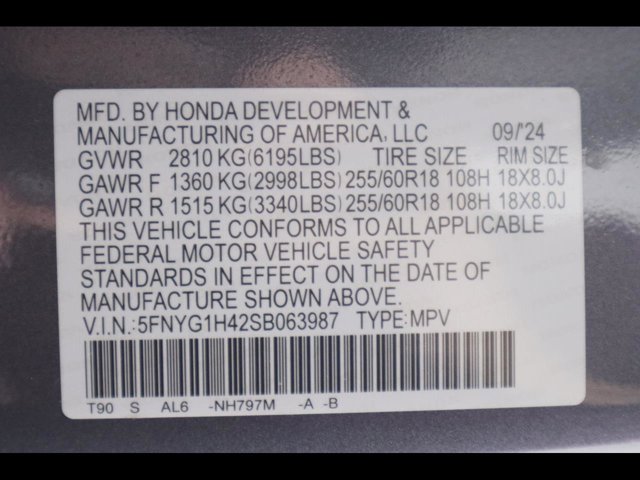 MFD. BY HONDA DEVELOPMENT &
MANUFACTURING OF AMERICA, LLC 09/'24
GVWR 2810 KG(6195LBS) TIRE SIZE RIM SIZE
GAWR F 1360 KG(2998LBS) 255/60R18 108H 18X8.0J
GAWR R 1515 KG(3340LBS) 255/60R18 108H 18X8.0J
THIS VEHICLE CONFORMS TO ALL APPLICABLE
FEDERAL MOTOR VEHICLE SAFETY
STANDARDS IN EFFECT ON THE DATE OF
MANUFACTURE SHOWN ABOVE.
V.I.N.:5FNYG1H42SB063987 TYPE:MPV
T90 S AL6 -NH797M -A -B